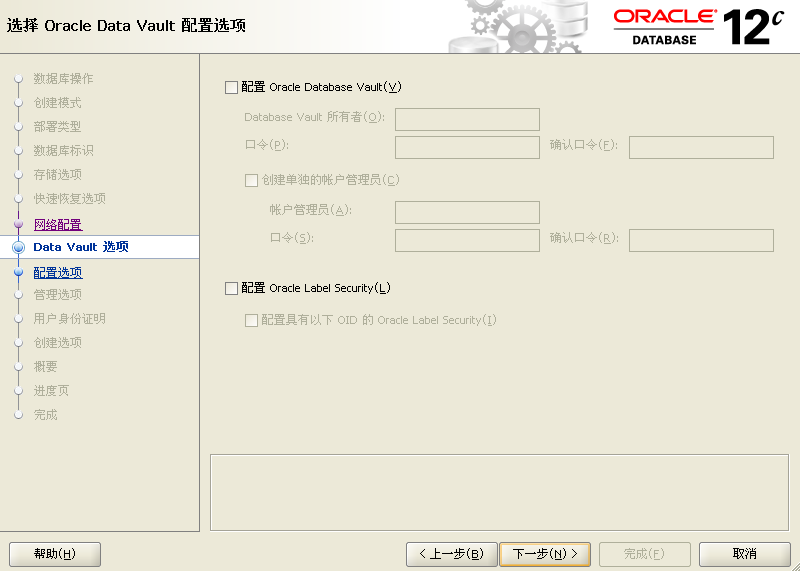 选择 Oracle Data Vault 配置选项
ORACLE®
DATABASE
12c
数据库操作
创建模式
部署类型
数据库标识
存储选项
快速恢复选项
网络配置
Data Vault 选项
配置选项
管理选项
用户身份证明
创建选项
概要
进度页
完成
配置 Oracle Database Vault(V)
Database Vault 所有者(O):
口令(P):
确认口令(F):
创建单独的帐户管理员(C)
帐户管理员(A):
口令(S):
确认口令(R):
配置 Oracle Label Security(L)
配置具有以下 OID 的 Oracle Label Security(I)
帮助(H)
< 上一步(B)
下一步(N) >
完成(F)
取消